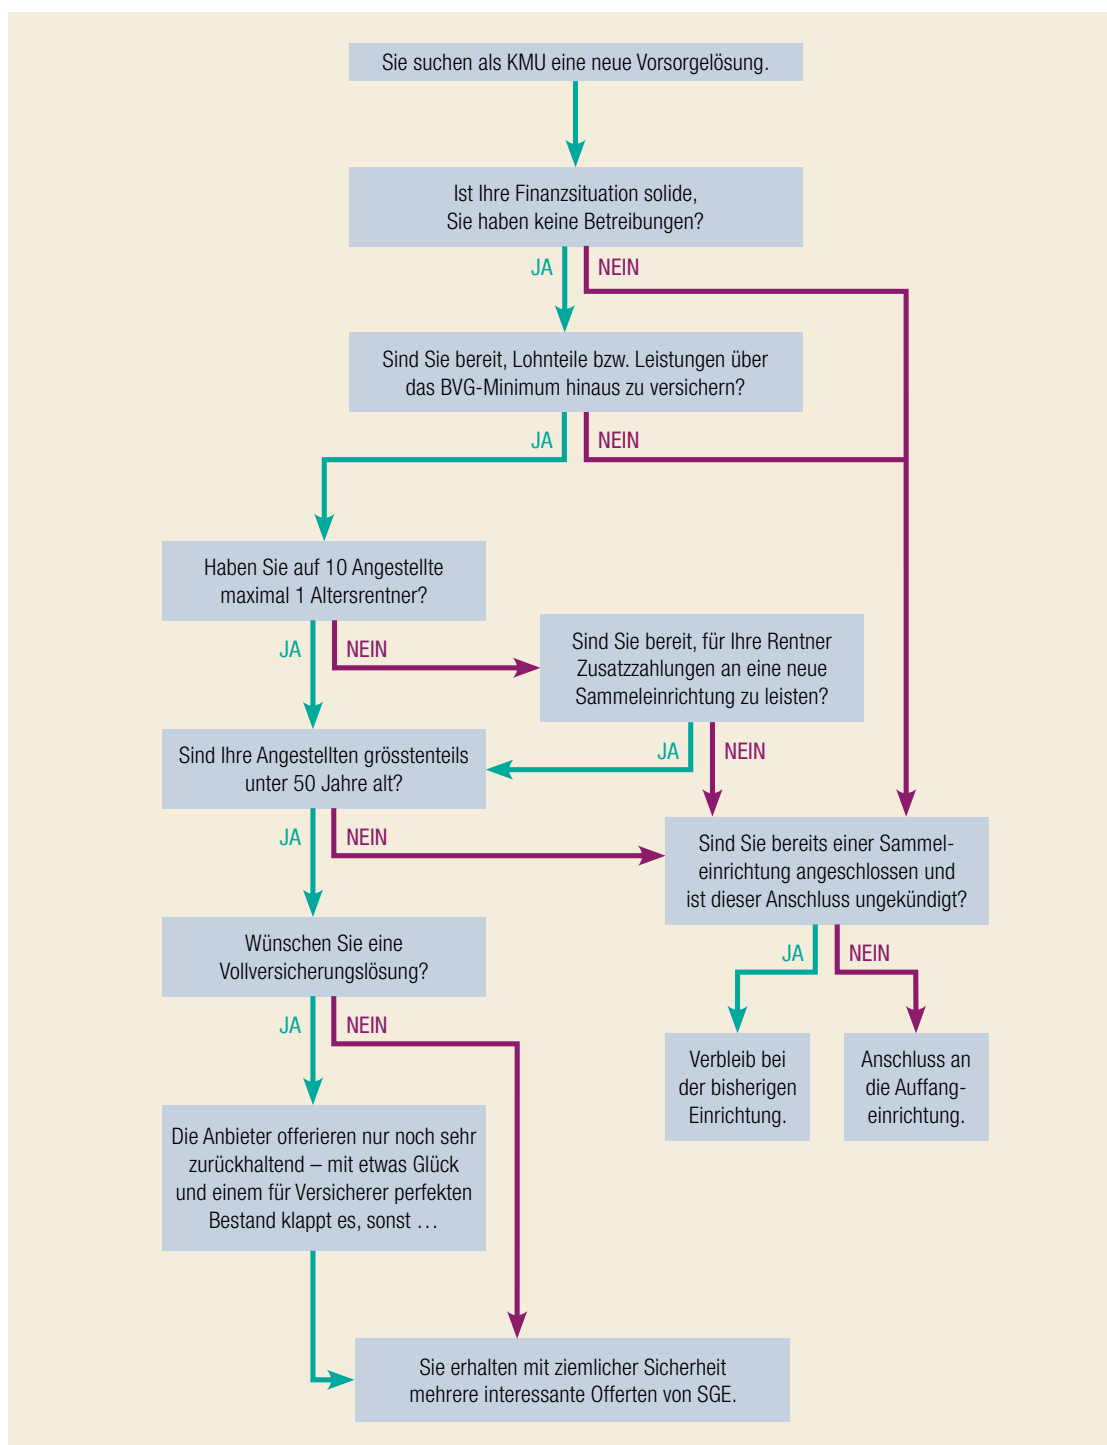 Sie suchen als KMU eine neue Vorsorgelösung.
Ist Ihre Finanzsituation solide,
Sie haben keine Betreibungen?
JA
NEIN
Sind Sie bereit, Lohnteile bzw. Leistungen über
das BVG-Minimum hinaus zu versichern?
JA
NEIN
Haben Sie auf 10 Angestellte
maximal 1 Altersrentner?
JA
NEIN
Sind Sie bereit, für Ihre Rentner
Zusatzzahlungen an eine neue
Sammeleinrichtung zu leisten?
JA
NEIN
Sind Ihre Angestellten grösstenteils
unter 50 Jahre alt?
JA
NEIN
Sind Sie bereits einer Sammel-
einrichtung angeschlossen und
ist dieser Anschluss ungekündigt?
JA
NEIN
Wünschen Sie eine
Vollversicherungslösung?
JA
NEIN
Verbleib bei
der bisherigen
Einrichtung.
Anschluss an
die Auffang-
einrichtung.
Die Anbieter offerieren nur noch sehr
zurückhaltend – mit etwas Glück
und einem für Versicherer perfekten
Bestand klappt es, sonst …
Sie erhalten mit ziemlicher Sicherheit
mehrere interessante Offerten von SGE.